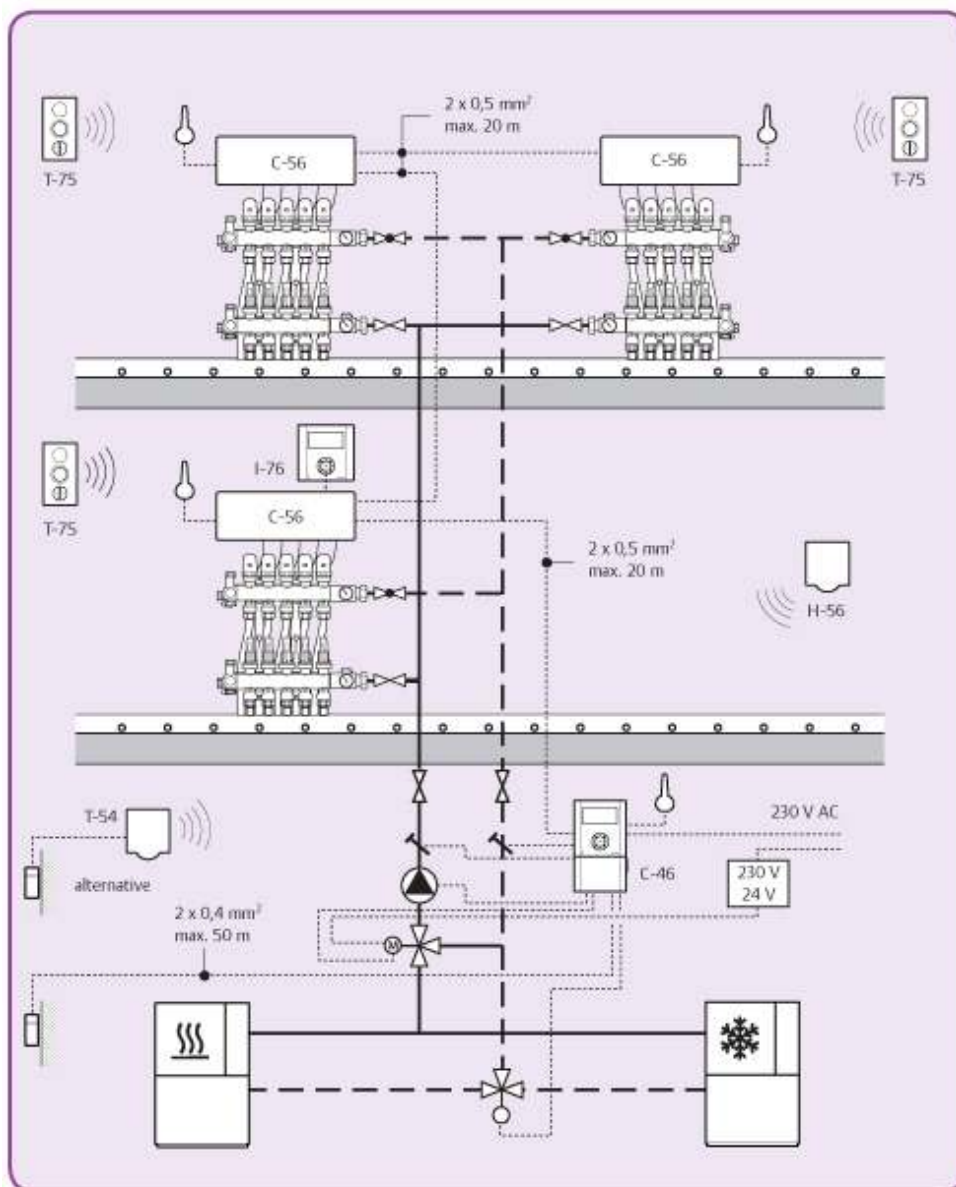 2 x 0,5 mm²
max. 20 m
T-75
C-56
C-56
T-75
I-76
T-75
C-56
2 x 0,5 mm²
max. 20 m
H-56
T-54
alternative
2 x 0,4 mm²
max. 50 m
M
C-46
230 V AC
230 V
24 V